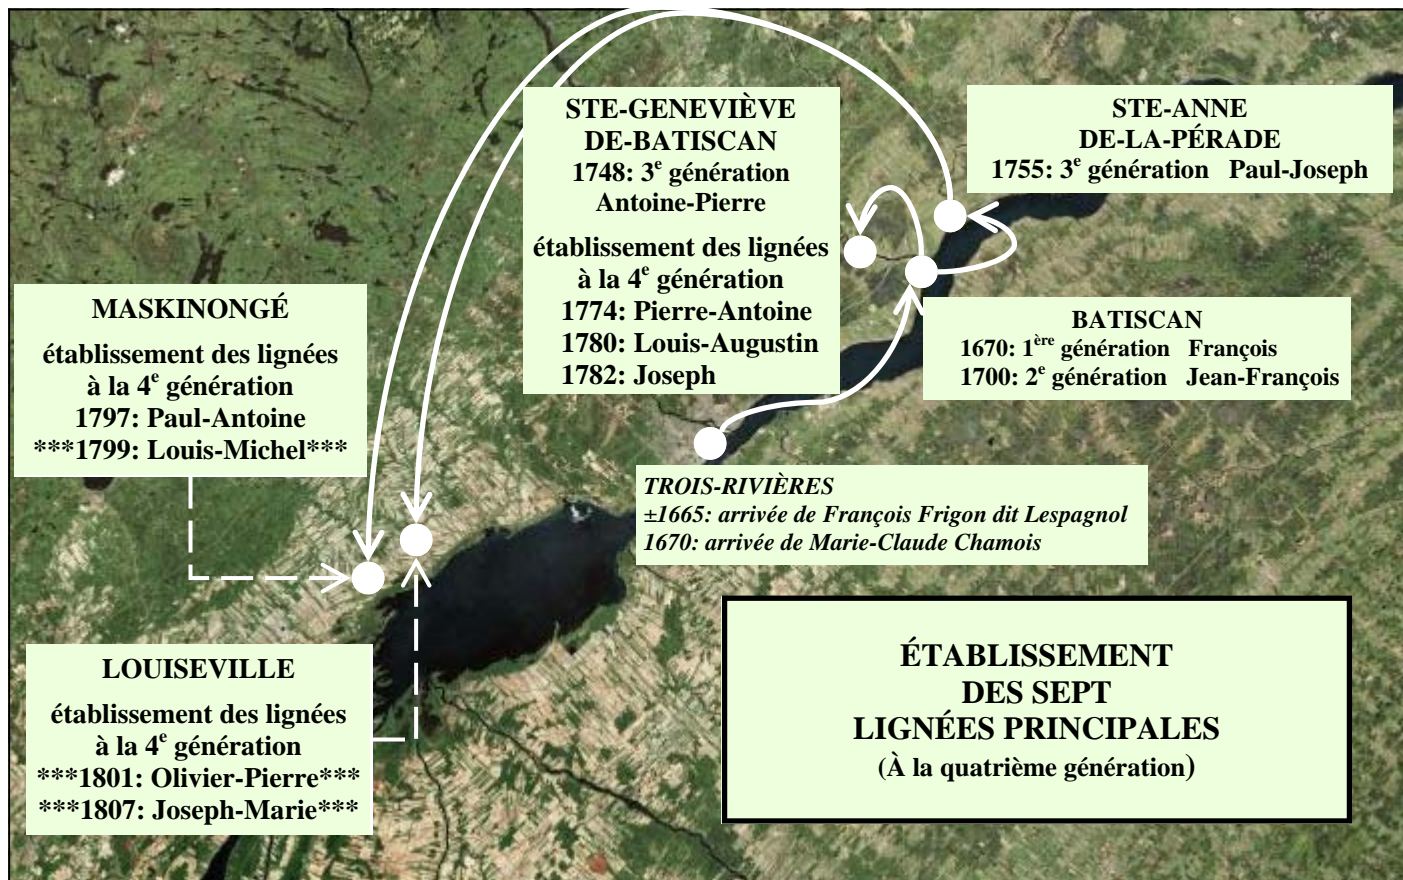 STE-GENEVIÈVE
DE-BATISCAN
1748: 3e génération
Antoine-Pierre
établissement des lignées
à la 4e génération
1774: Pierre-Antoine
1780: Louis-Augustin
1782: Joseph
STE-ANNE
DE-LA-PÉRADE
1755: 3e génération Paul-Joseph
MASKINONGÉ
établissement des lignées
à la 4e génération
1797: Paul-Antoine
***1799: Louis-Michel***
BATISCAN
1670: 1ère génération François
1700: 2e génération Jean-François
TROIS-RIVIÈRES
±1665: arrivée de François Frigon dit Lespagnol
1670: arrivée de Marie-Claude Chamois
LOUISEVILLE
établissement des lignées
à la 4e génération
***1801: Olivier-Pierre***
***1807: Joseph-Marie***
ÉTABLISSEMENT
DES SEPT
LIGNÉES PRINCIPALES
(À la quatrième génération)